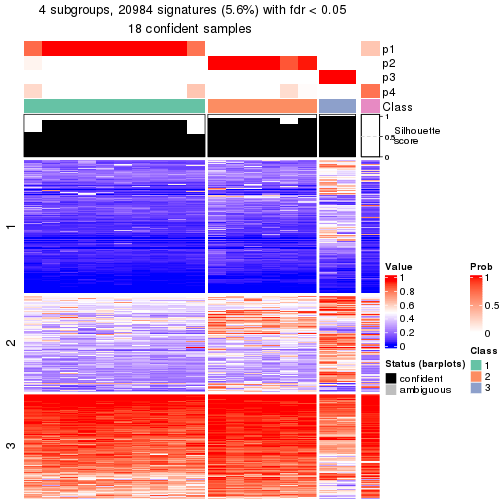 4 subgroups, 20984 signatures (5.6%) with fdr < 0.05
18 confident samples
p1
p2
p3
p4
Class
1
0.5
0
Silhouette
score
1
2
3
Value
1
0.8
0.6
0.4
0.2
0
Prob
1
0.5
0
Status (barplots)
confident
ambiguous
Class
1
2
3